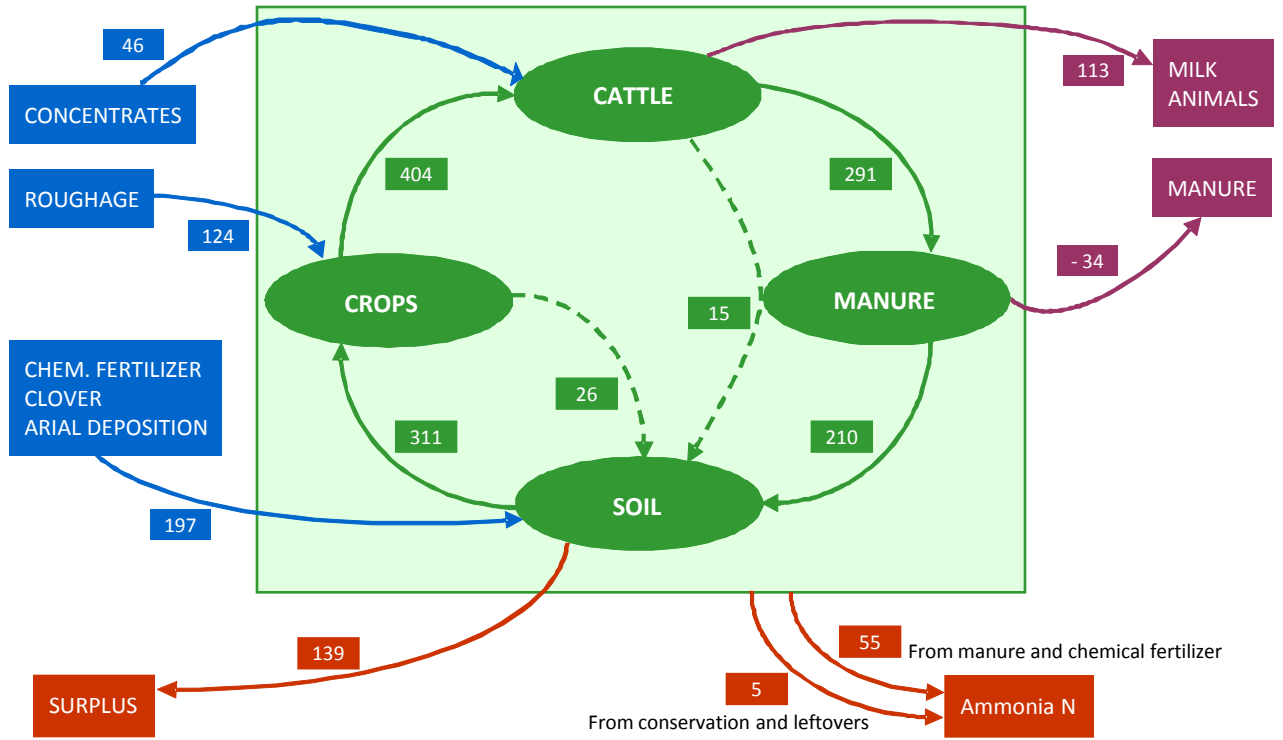 46
113
MILK
ANIMALS
CONCENTRATES
CATTLE
404
291
ROUGHAGE
MANURE
124
- 34
CROPS
MANURE
15
CHEM. FERTILIZER
CLOVER
ARIAL DEPOSITION
26
311
210
SOIL
197
139
55
From manure and chemical fertilizer
5
SURPLUS
Ammonia N
From conservation and leftovers